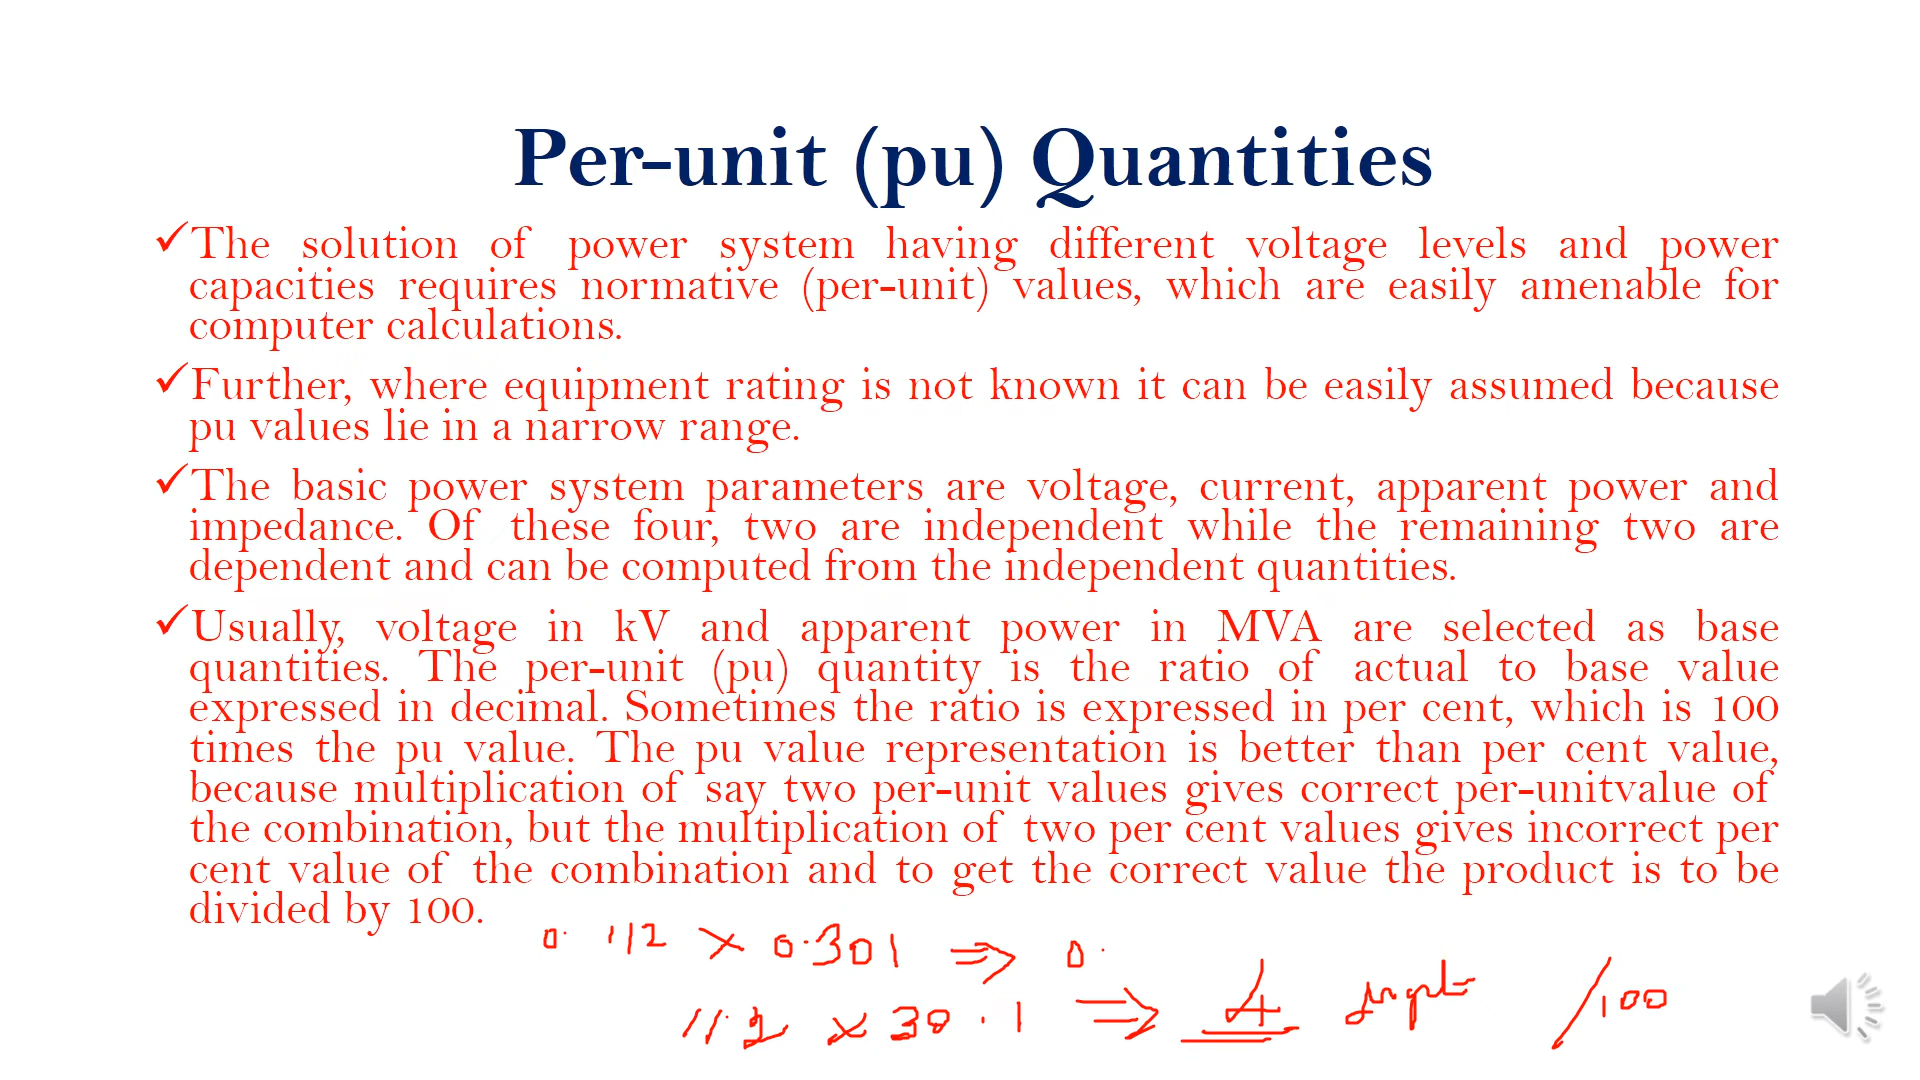 Per-unit (pu) Quantities
✓The solution of power system having different voltage levels and power
capacities requires normative (per-unit) values, which are easily amenable for
computer calculations.
✓Further, where equipment rating is not known it can be easily assumed because
pu values lie in a narrow range.
✓The basic power system parameters are voltage, current, apparent power and
impedance. Of these four, two are independent while the remaining two are
dependent and can be computed from the independent quantities.
✓Usually, voltage in kV and apparent power in MVA are selected as base
quantities. The per-unit (pu) quantity is the ratio of actual to base value
expressed in decimal. Sometimes the ratio is expressed in per cent, which is 100
times the pu value. The pu value representation is better than per cent value,
because multiplication of say two per-unit values gives correct per-unitvalue of
the combination, but the multiplication of two per cent values gives incorrect per
cent value of the combination and to get the correct value the product is to be
divided by 100.
0.112 × 0.301 ⇒ 0.
11.2 × 30.1 ⇒ 4 digit /100